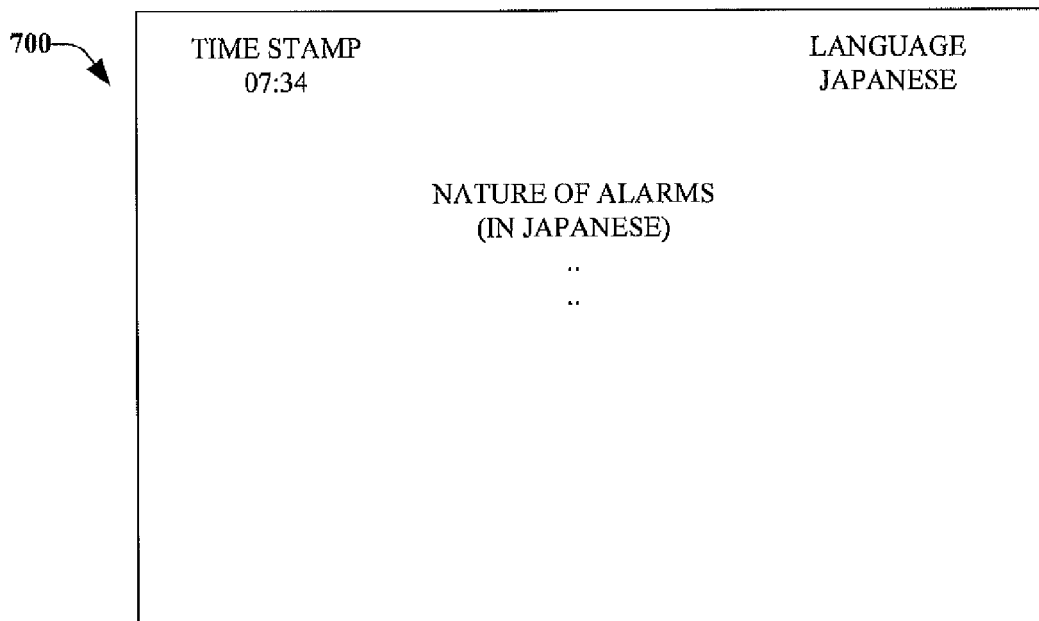 700
TIME STAMP
07:34
LANGUAGE
JAPANESE
NATURE OF ALARMS
(IN JAPANESE)
..
..